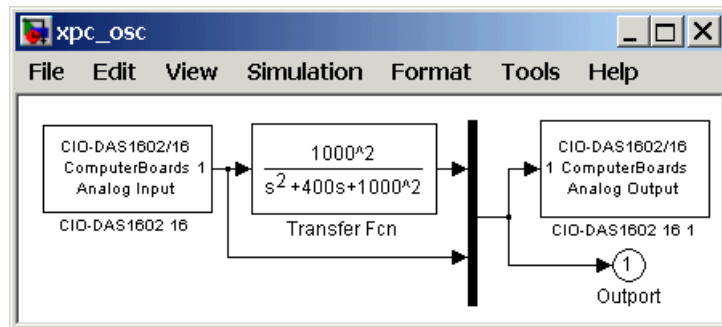 xpc_osc
File Edit View Simulation Format Tools Help
CIO-DAS1602/16
ComputerBoards 1
Analog Input
CIO-DAS1602 16
1000^2
s2+400s+1000^2
Transfer Fcn
CIO-DAS1602/16
1 ComputerBoards
Analog Output
CIO-DAS1602 16 1
1
Outport